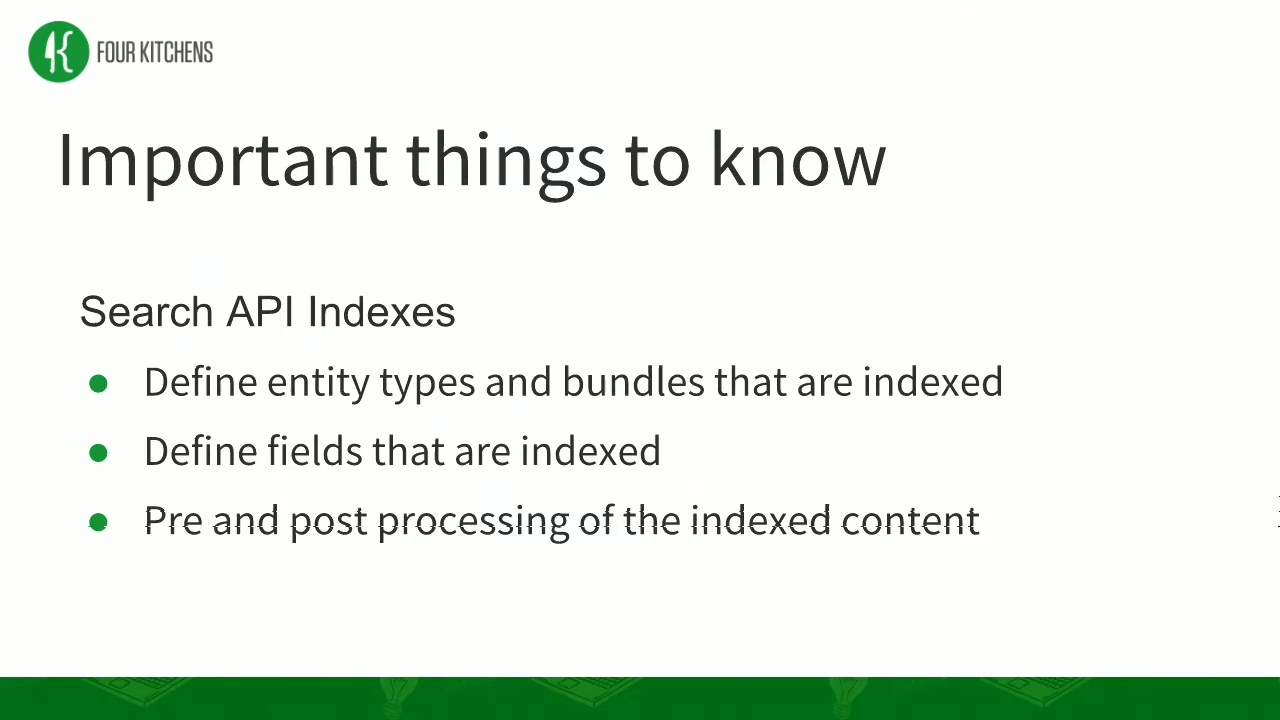 FOUR KITCHENS
Important things to know
Search API Indexes
● Define entity types and bundles that are indexed
● Define fields that are indexed
● Pre and post processing of the indexed content